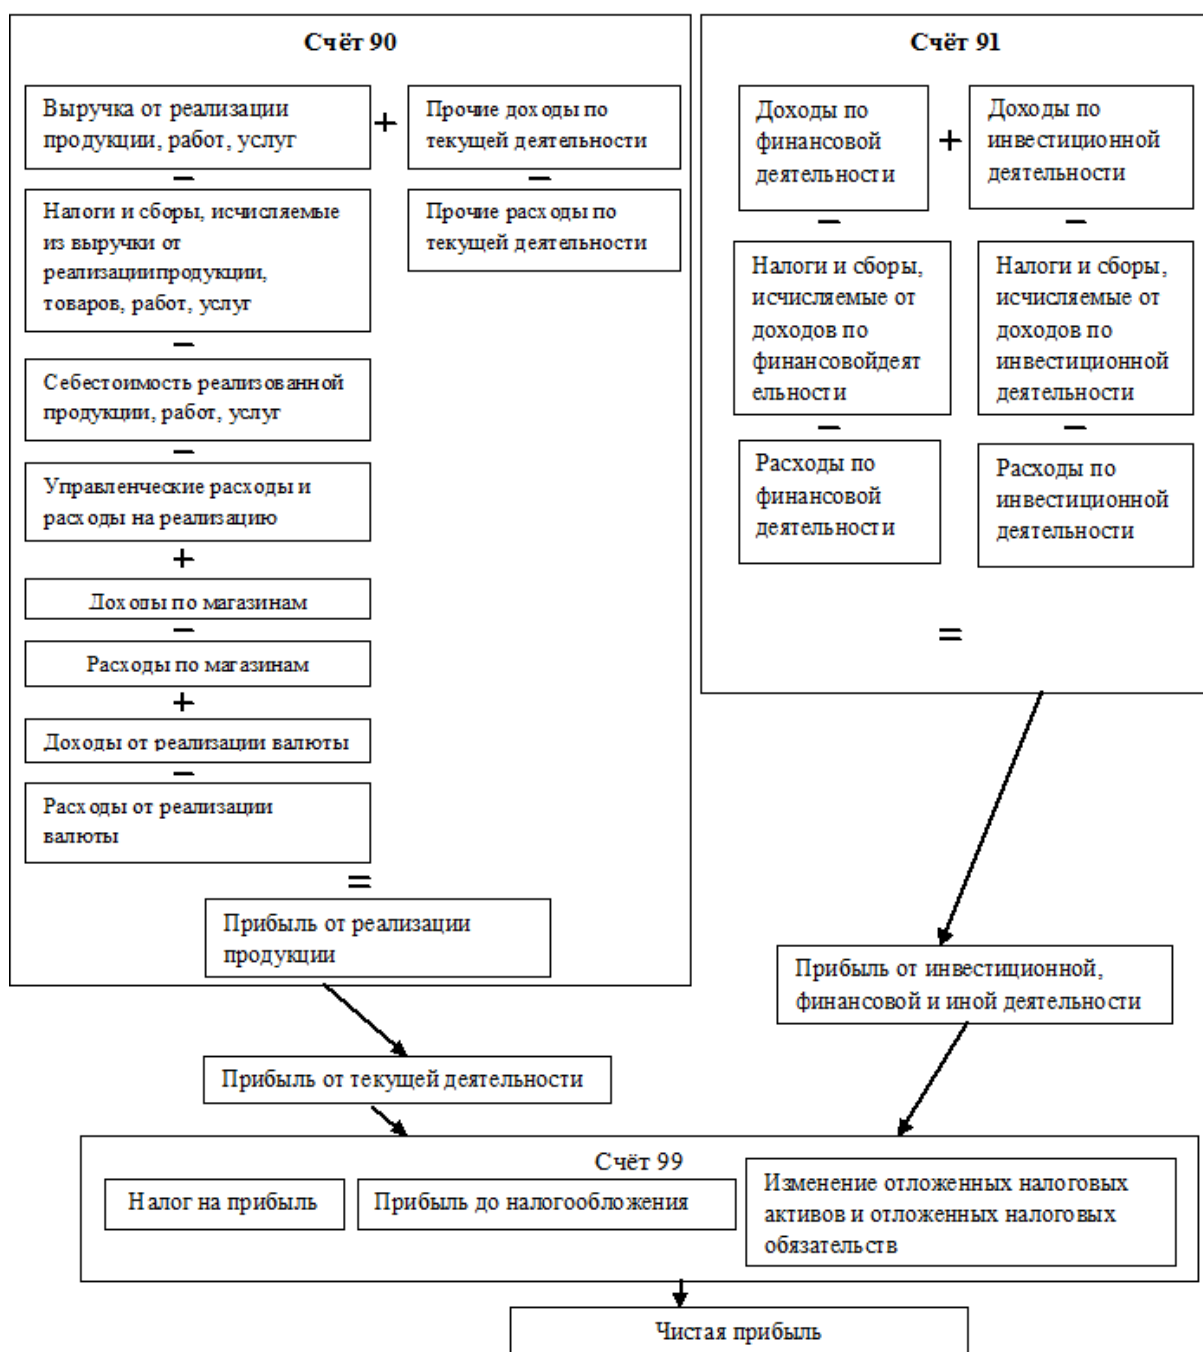 Счёт 90
Выручка от реализации
продукции, работ, услуг
+
Прочие доходы по
текущей деятельности
–
–
Налоги и сборы, исчисляемые
из выручки от
реализациипродукции,
товаров, работ, услуг
Прочие расходы по
текущей деятельности
–
Себестоимость реализованной
продукции, работ, услуг
–
Управленческие расходы и
расходы на реализацию
+
Доходы по магазинам
–
Расходы по магазинам
+
Доходы от реализации валюты
–
Расходы от реализации
валюты
=
Прибыль от реализации
продукции
Счёт 91
Доходы по
финансовой
деятельности
+
Доходы по
инвестиционной
деятельности
–
–
Налоги и сборы,
исчисляемые от
доходов по
финансовойдеят
ельности
Налоги и сборы,
исчисляемые от
доходов по
инвестиционной
деятельности
–
–
Расходы по
финансовой
деятельности
Расходы по
инвестиционной
деятельности
=
Прибыль от инвестиционной,
финансовой и иной деятельности
Прибыль от текущей деятельности
Счёт 99
Налог на прибыль
Прибыль до налогообложения
Изменение отложенных налоговых
активов и отложенных налоговых
обязательств
Чистая прибыль